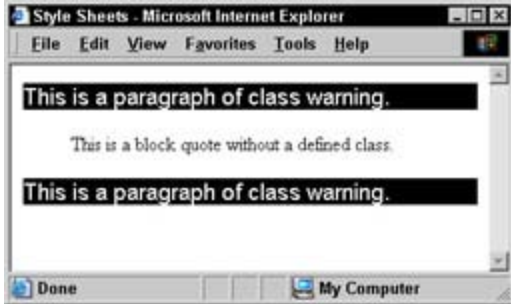 Style Sheets - Microsoft Internet Explorer
File Edit View Favorites Tools Help
This is a paragraph of class warning.
This is a block quote without a defined class.
This is a paragraph of class warning.
Done My Computer